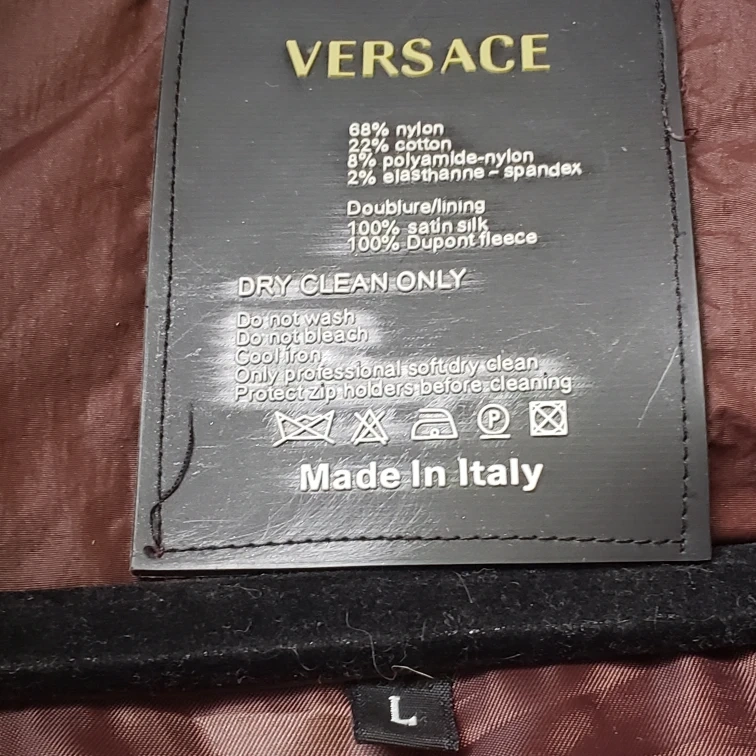 VERSACE
68% nylon
22% cotton
8% polyamide-nylon
2% elasthanne - spandex
Doublure/lining
100% satin silk
100% Dupont fleece
DRY CLEAN ONLY
Do not wash
Do not bleach
Cool iron
Only professional soft dry clean
Protect zip holders before cleaning
P
Made In Italy
L